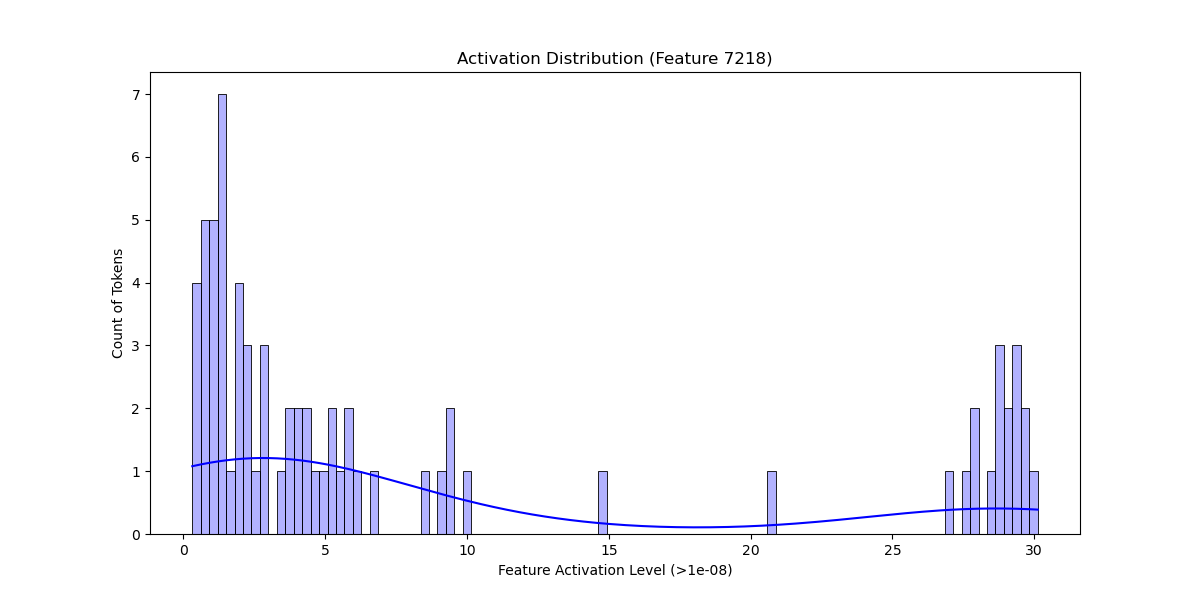 Activation Distribution (Feature 7218)
7
6
5
4
3
2
1
0
Count of Tokens
0 5 10 15 20 25 30
Feature Activation Level (>1e-08)